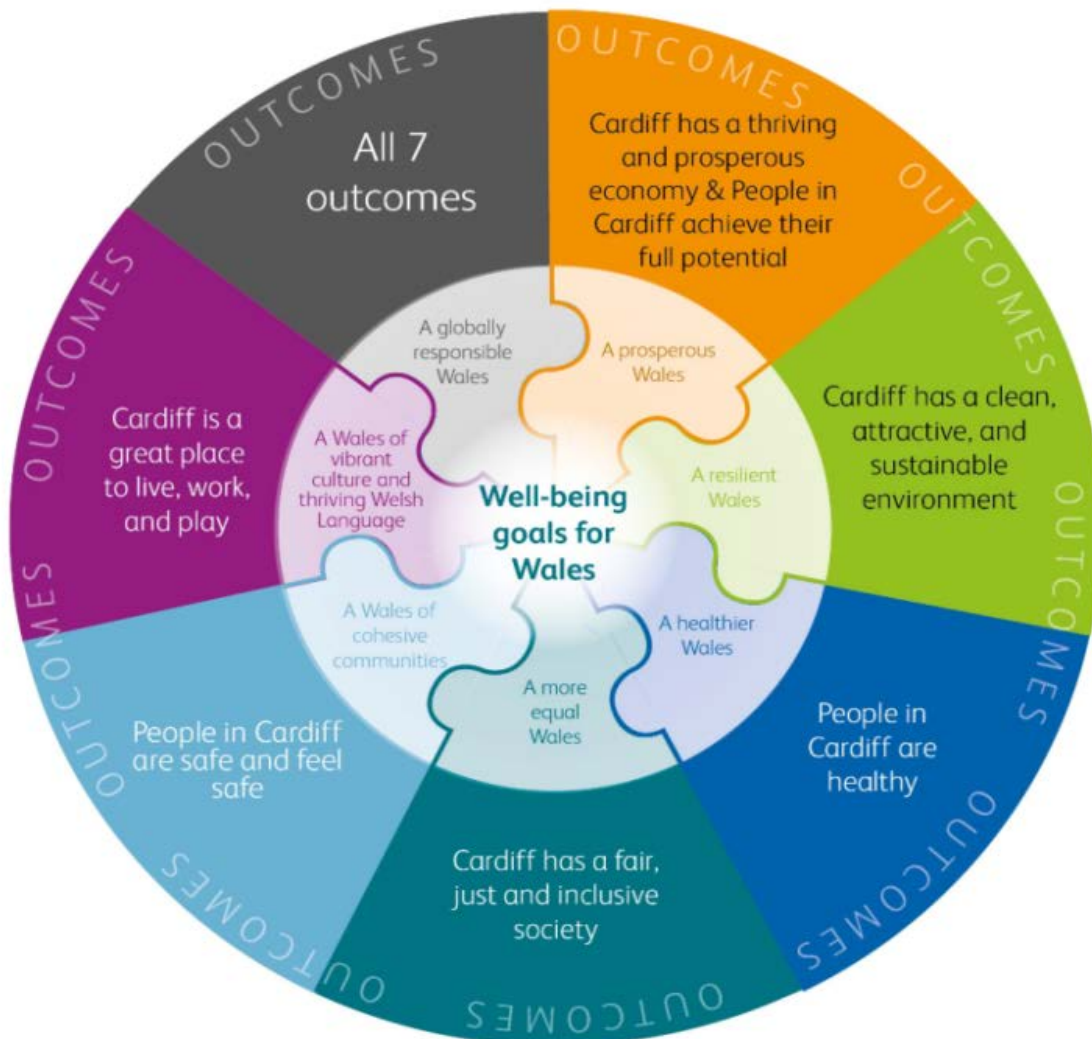 Well-being
goals for
Wales
OUTCOMES
Cardiff has a thriving
and prosperous
economy & People in
Cardiff achieve their
full potential
A prosperous
Wales
OUTCOMES
Cardiff has a clean,
attractive, and
sustainable
environment
A resilient
Wales
OUTCOMES
People in
Cardiff are
healthy
A healthier
Wales
OUTCOMES
Cardiff has a fair,
just and inclusive
society
A more
equal
Wales
OUTCOMES
OUTCOMES
People in Cardiff
are safe and feel
safe
A Wales of
cohesive
communities
OUTCOMES
Cardiff is a
great place
to live, work,
and play
A Wales of
vibrant
culture and
thriving Welsh
Language
OUTCOMES
All 7
outcomes
A globally
responsible
Wales
OUTCOMES